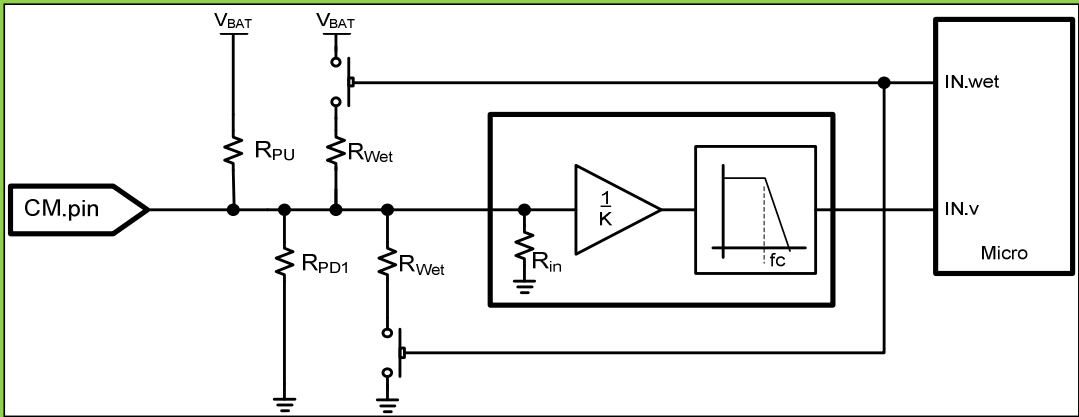 VBAT
VBAT
IN.wet
RPU
RWet
1
K
CM.pin
IN.v
RPD1
RWet
Rin
fc
Micro